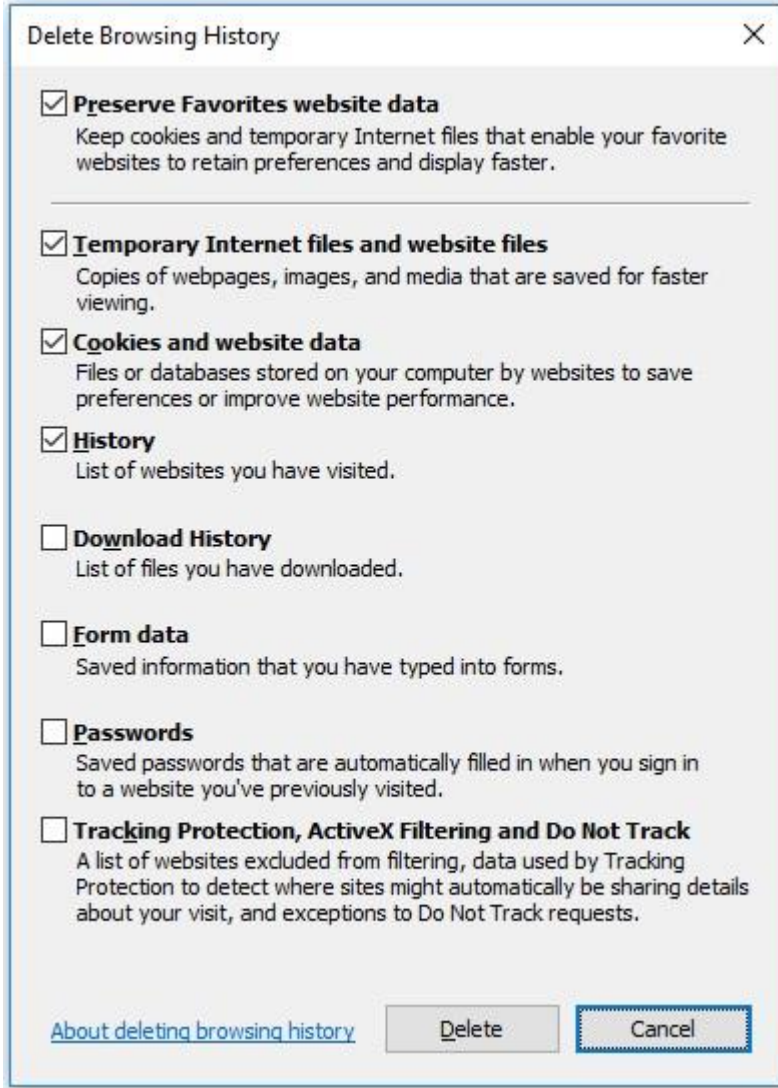 Delete Browsing History
Preserve Favorites website data
Keep cookies and temporary Internet files that enable your favorite
websites to retain preferences and display faster.
Temporary Internet files and website files
Copies of webpages, images, and media that are saved for faster
viewing.
Cookies and website data
Files or databases stored on your computer by websites to save
preferences or improve website performance.
History
List of websites you have visited.
Download History
List of files you have downloaded.
Form data
Saved information that you have typed into forms.
Passwords
Saved passwords that are automatically filled in when you sign in
to a website you've previously visited.
Tracking Protection, ActiveX Filtering and Do Not Track
A list of websites excluded from filtering, data used by Tracking
Protection to detect where sites might automatically be sharing details
about your visit, and exceptions to Do Not Track requests.
About deleting browsing history Delete Cancel